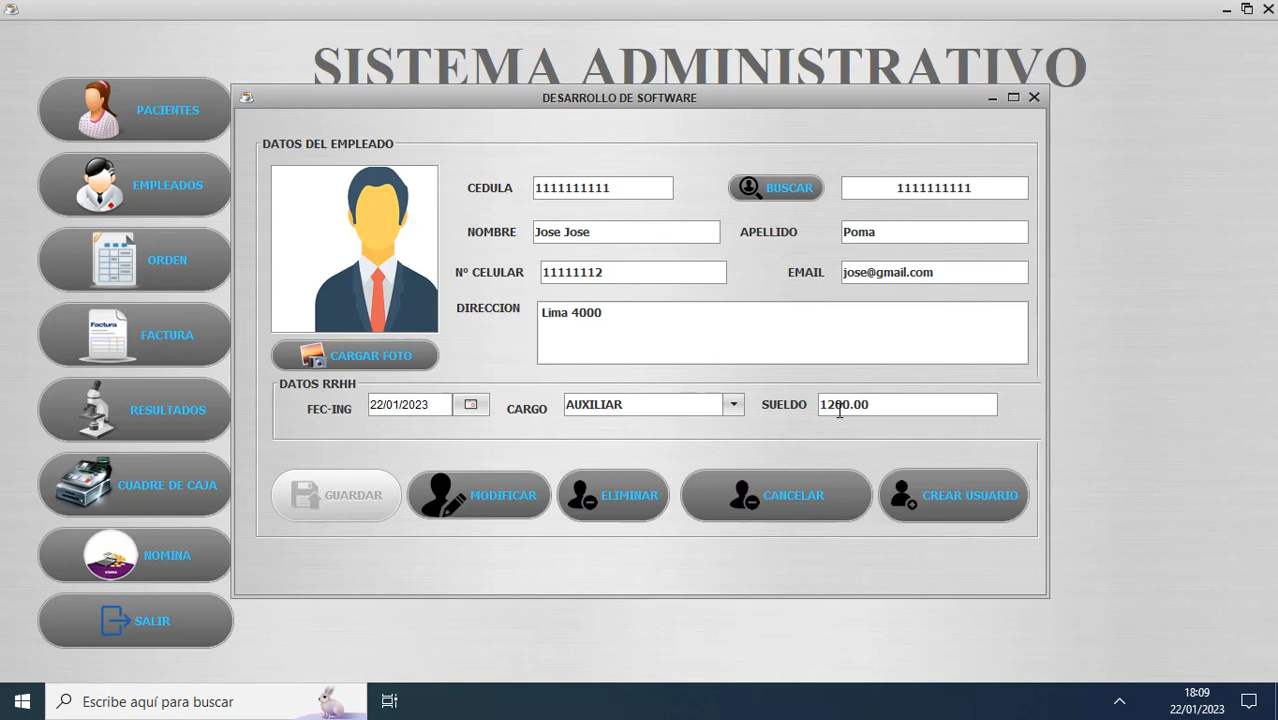 SISTEMA ADMINISTRATIVO
DESARROLLO DE SOFTWARE
PACIENTES
EMPLEADOS
ORDEN
Factura
FACTURA
RESULTADOS
CUADRE DE CAJA
NOMINA
SALIR
DATOS DEL EMPLEADO
CEDULA 1111111111 BUSCAR 1111111111
NOMBRE Jose Jose APELLIDO Poma
Nº CELULAR 11111112 EMAIL jose@gmail.com
DIRECCION Lima 4000
CARGAR FOTO
DATOS RRHH
FEC-ING 22/01/2023 CARGO AUXILIAR SUELDO 1200.00
GUARDAR MODIFICAR ELIMINAR CANCELAR CREAR USUARIO
Escribe aquí para buscar
18:09
22/01/2023